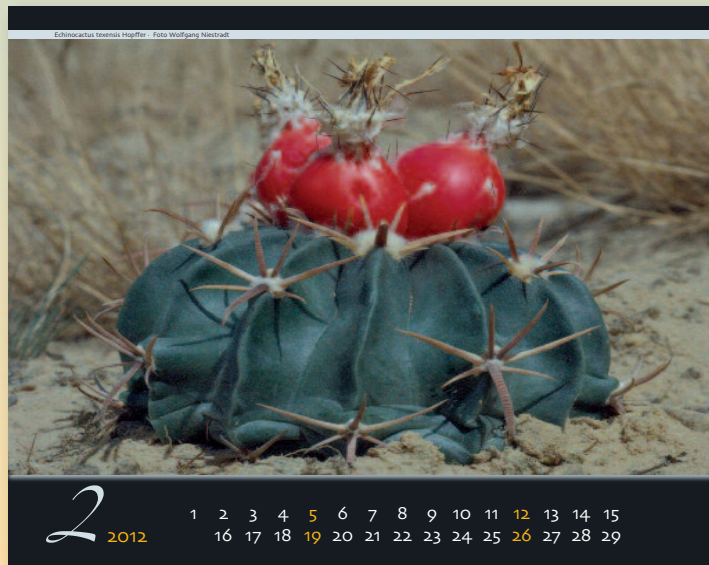 Echinocactus texensis Hopffer · Foto Wolfgang Niestradt
2 2012
1 2 3 4 5 6 7 8 9 10 11 12 13 14 15
16 17 18 19 20 21 22 23 24 25 26 27 28 29